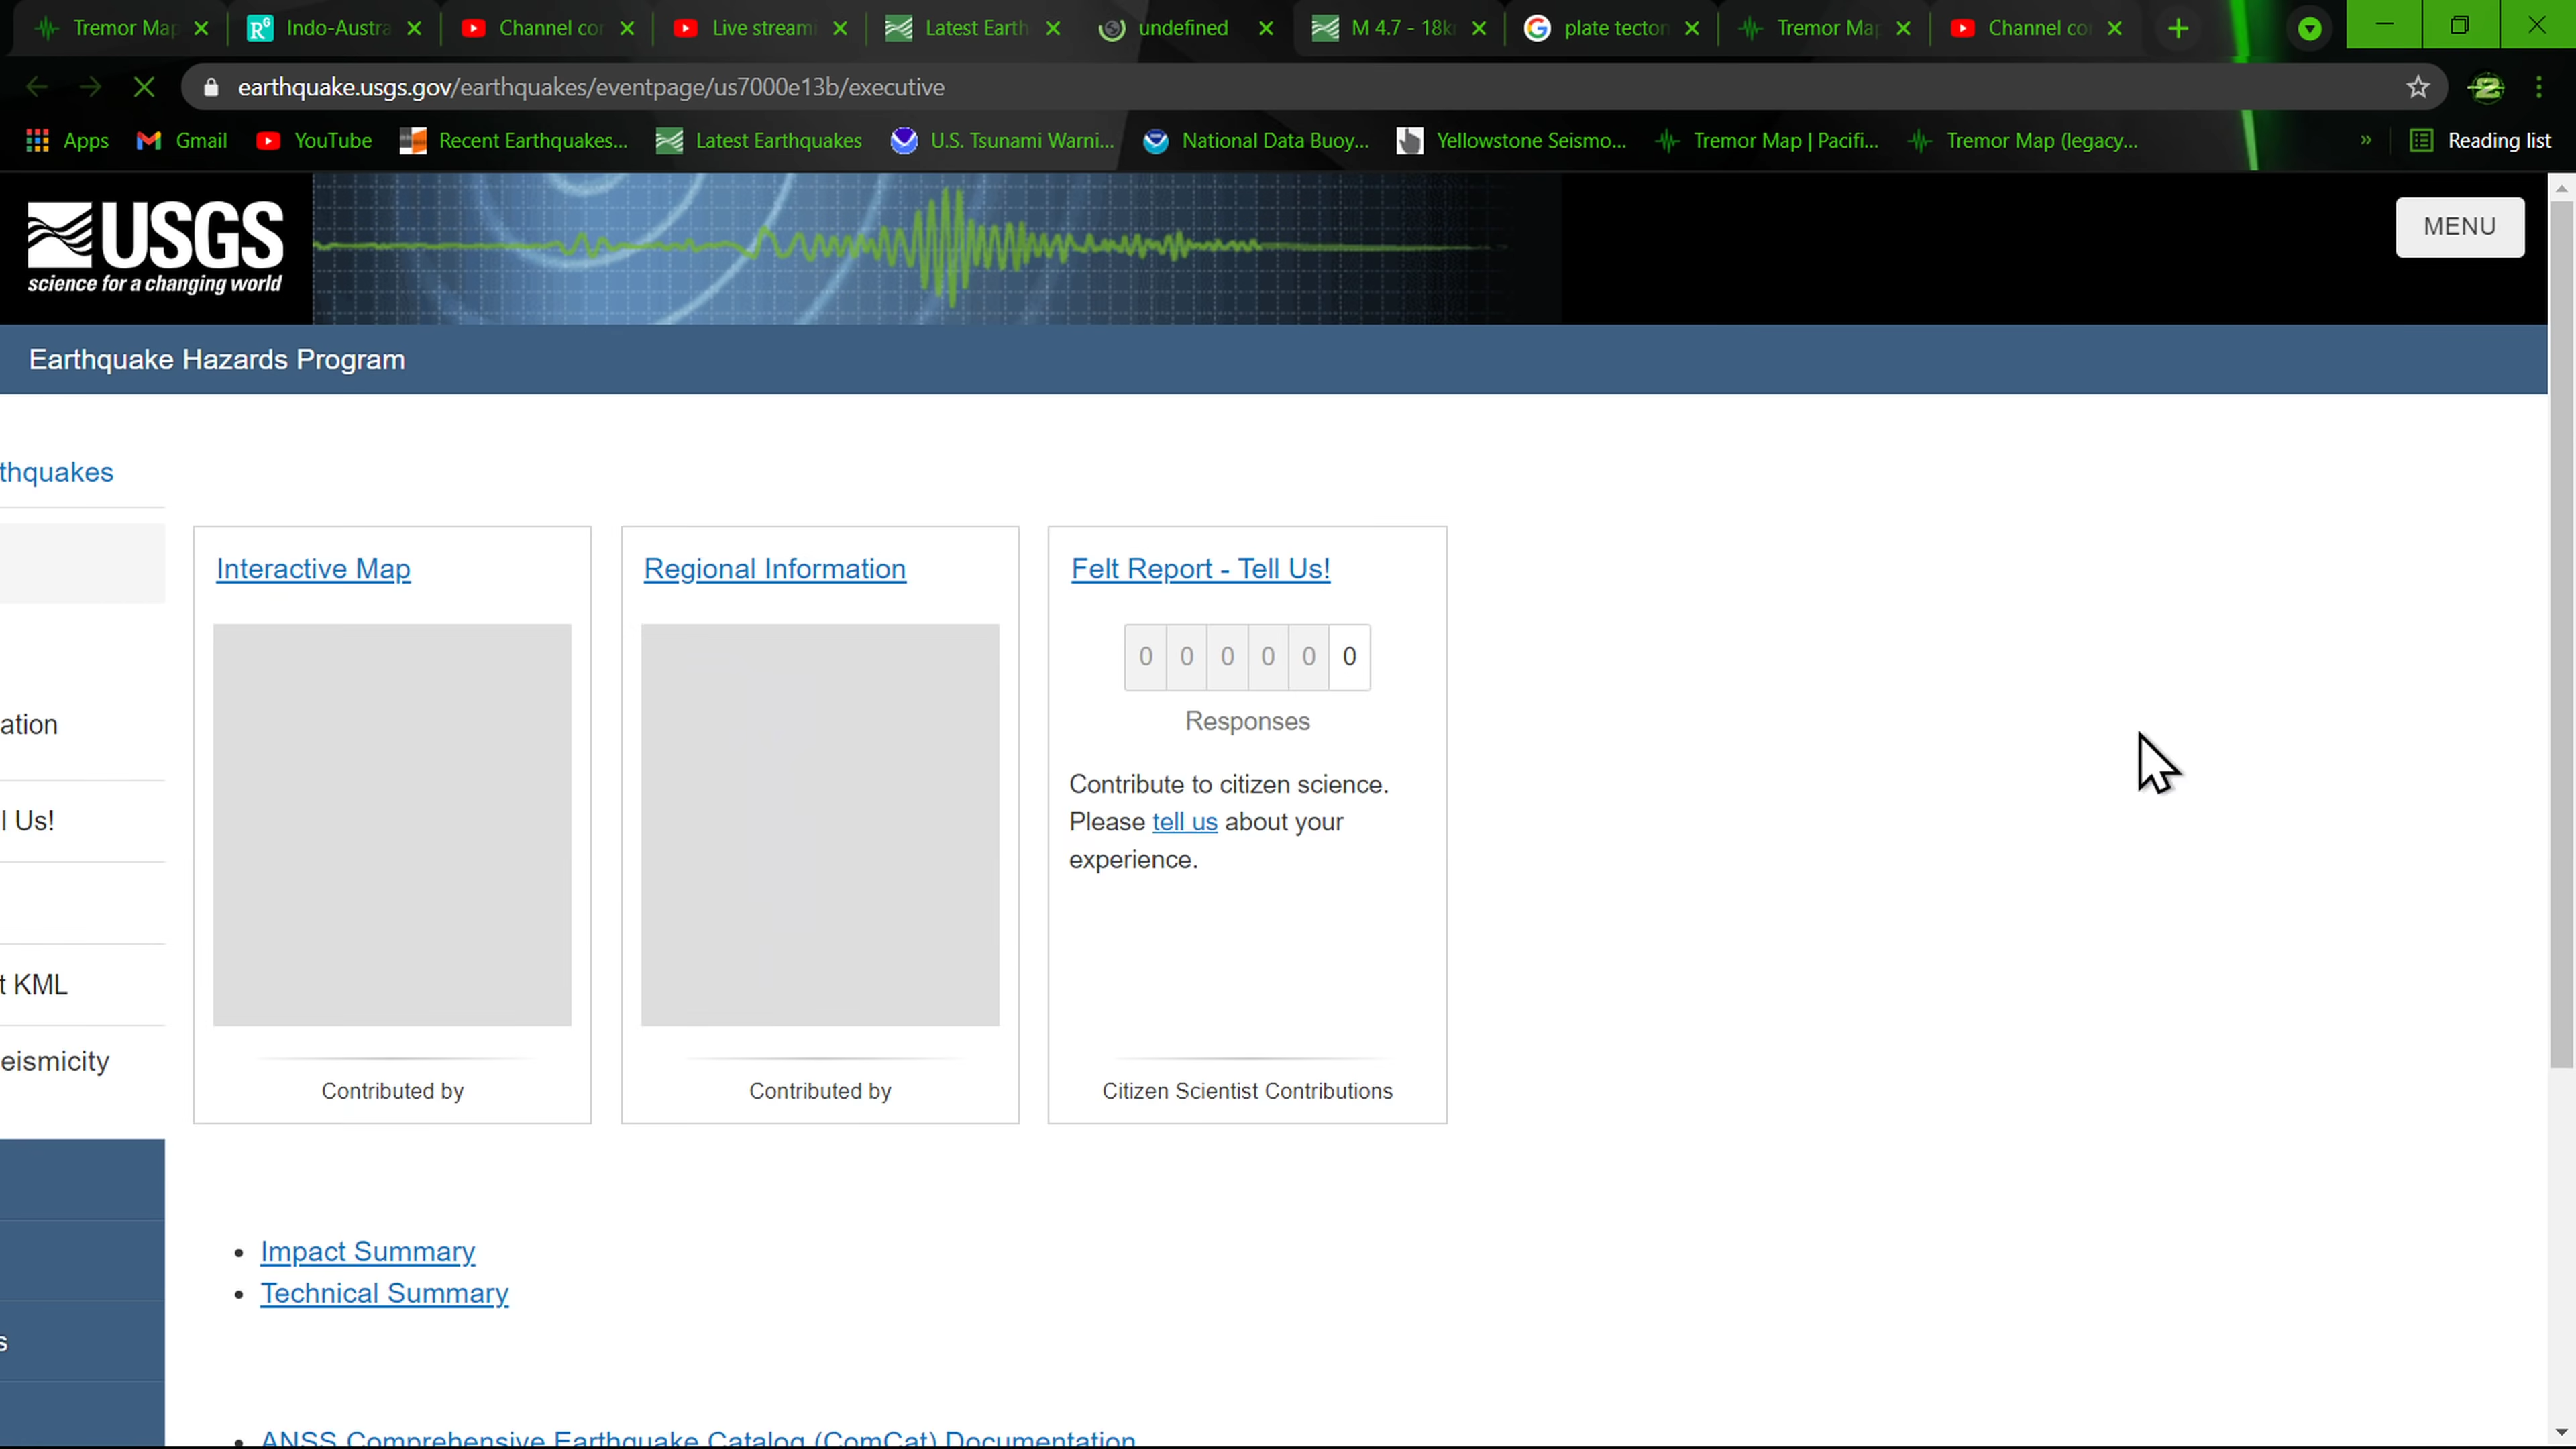 Tremor Map Indo-Austra Channel co Live streami Latest Earth undefined M 4.7 - 18k plate tecton Tremor Map Channel co
earthquake.usgs.gov/earthquakes/eventpage/us7000e13b/executive
Apps Gmail YouTube Recent Earthquakes... Latest Earthquakes U.S. Tsunami Warni... National Data Buoy... Yellowstone Seismo... Tremor Map | Pacifi... Tremor Map (legacy... » Reading list
USGS
science for a changing world
MENU
Earthquake Hazards Program
thquakes
Interactive Map
Regional Information
Felt Report - Tell Us!
0 0 0 0 0 0
Responses
ation
Contribute to citizen science.
Please tell us about your
experience.
l Us!
t KML
eismicity
Contributed by
Contributed by
Citizen Scientist Contributions
Impact Summary
Technical Summary
s
ANSS Comprehensive Earthquake Catalog (ComCat) Documentation